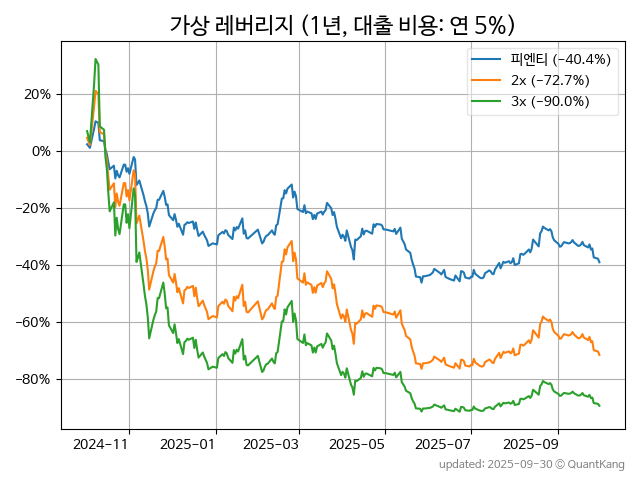 가상 레버리지 (1년, 대출 비용: 연 5%)
피엔티 (−40.4%)
2x (−72.7%)
3x (−90.0%)
20%
0%
−20%
−40%
−60%
−80%
2024−11 2025−01 2025−03 2025−05 2025−07 2025−09
updated: 2025-09-30 © QuantKang